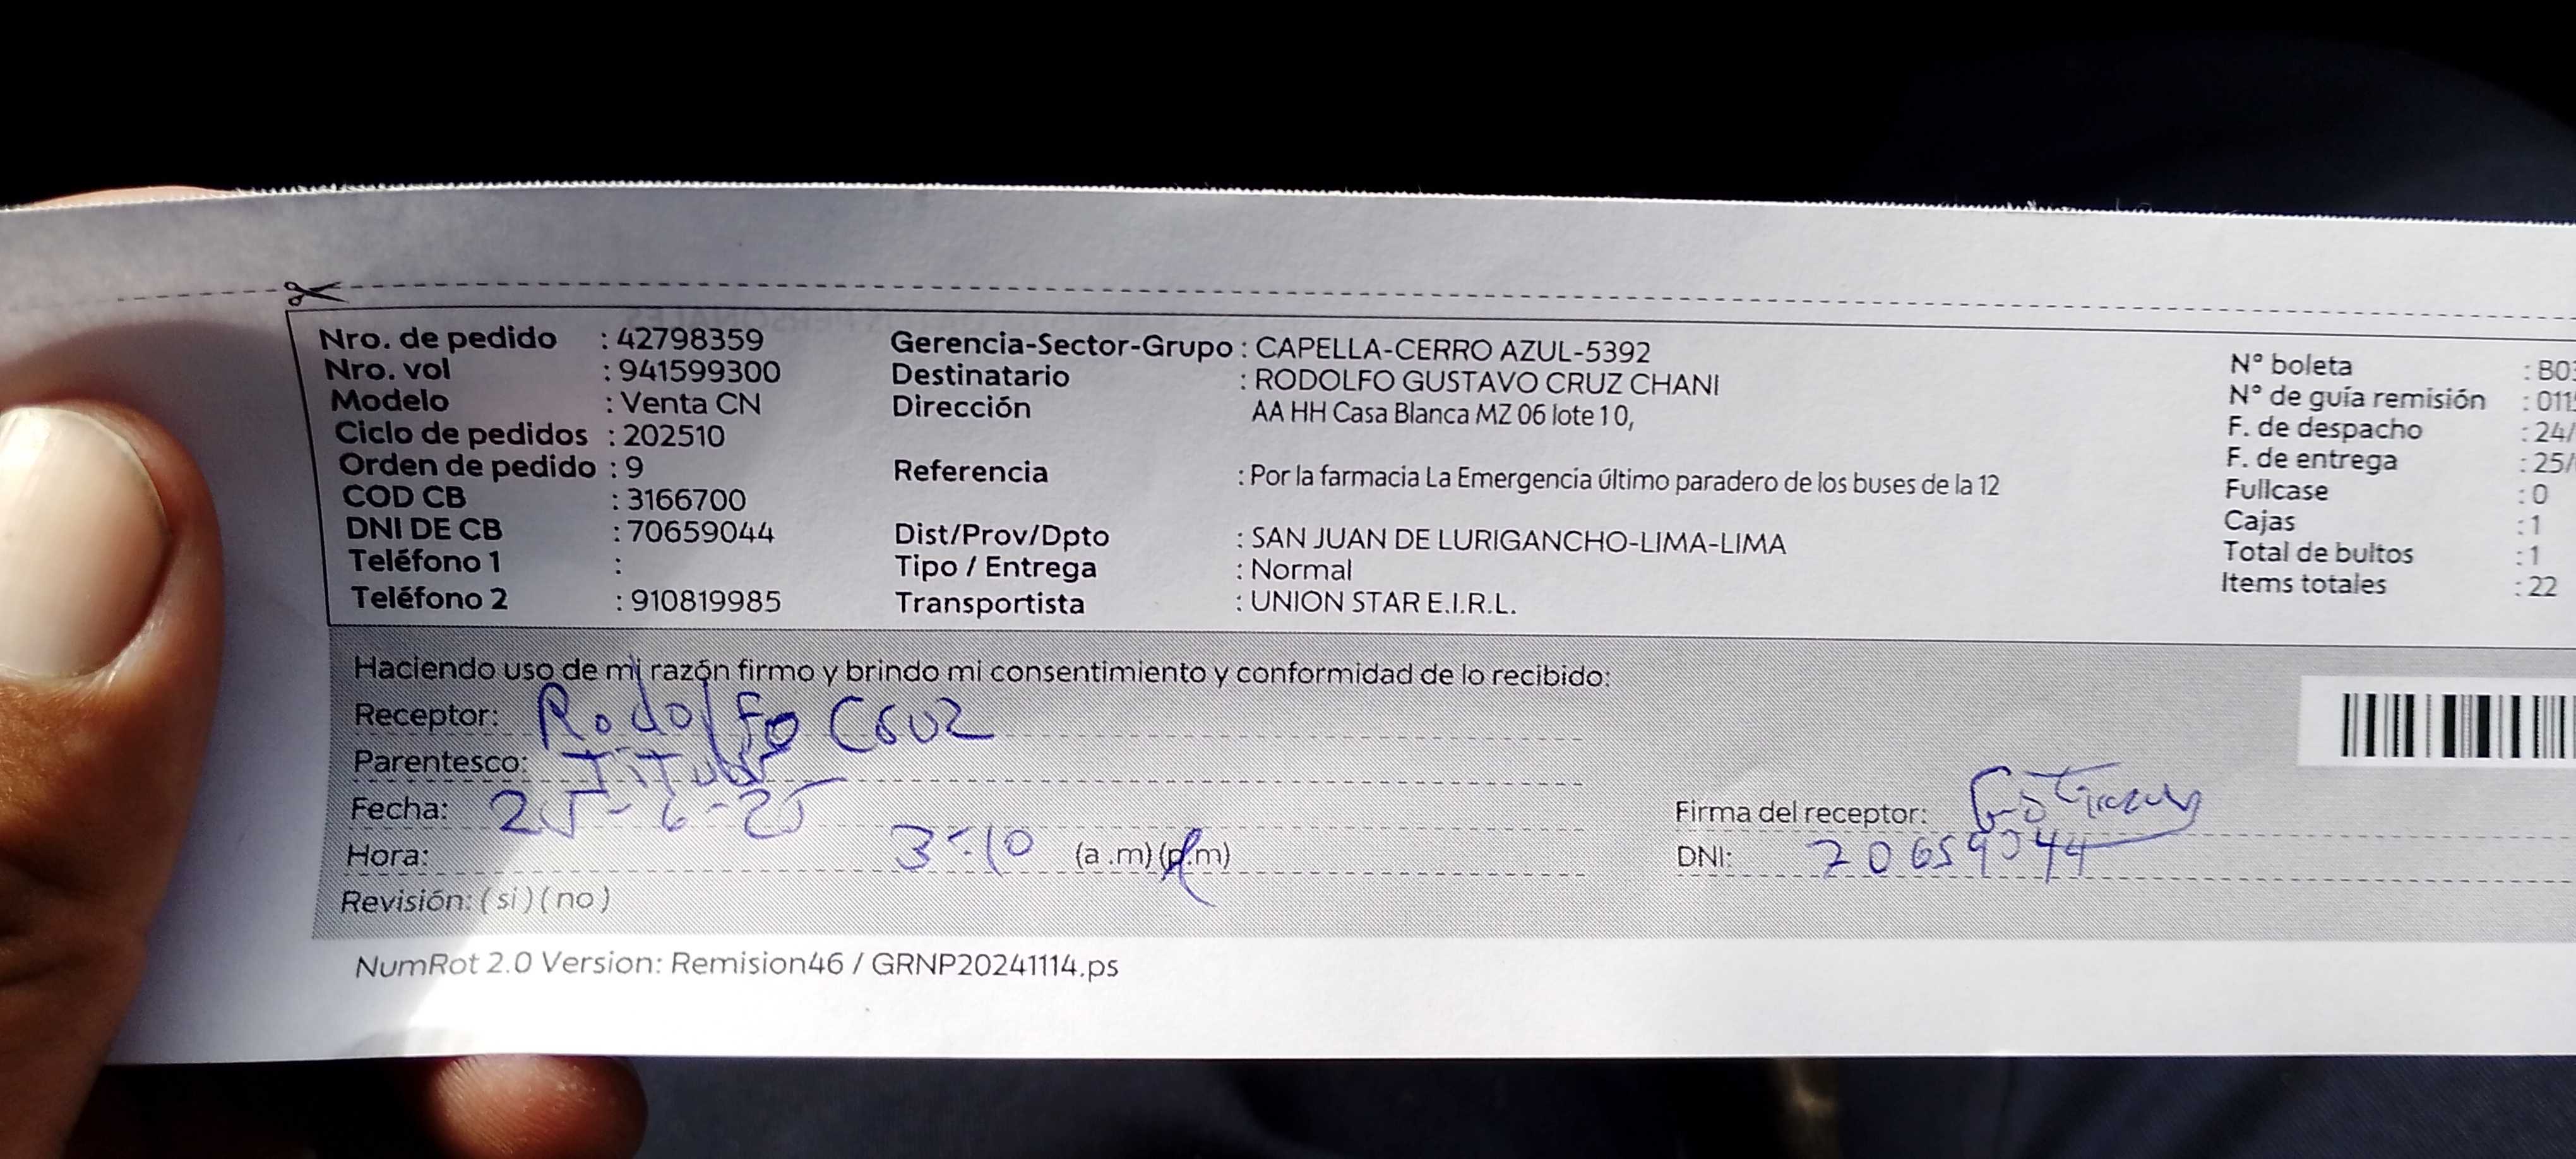 Nro. de pedido : 42798359
Nro. vol : 941599300
Modelo : Venta CN
Ciclo de pedidos : 202510
Orden de pedido : 9
COD CB : 3166700
DNI DE CB : 70659044
Teléfono 1 :
Teléfono 2 : 910819985
Gerencia-Sector-Grupo : CAPELLA-CERRO AZUL-5392
Destinatario : RODOLFO GUSTAVO CRUZ CHANI
Dirección AA HH Casa Blanca MZ 06 lote 10,
Referencia : Por la farmacia La Emergencia último paradero de los buses de la 12
Dist/Prov/Dpto : SAN JUAN DE LURIGANCHO-LIMA-LIMA
Tipo / Entrega : Normal
Transportista : UNION STAR E.I.R.L.
N° boleta : B03
N° de guía remisión : 011
F. de despacho : 24/
F. de entrega : 25/
Fullcase : 0
Cajas : 1
Total de bultos : 1
Items totales : 22
Haciendo uso de mi razón firmo y brindo mi consentimiento y conformidad de lo recibido:
Receptor: Rodolfo Cruz
Parentesco: Titular
Fecha: 25-6-25
Hora: 3:10 (a .m) (p.m)
Revisión: ( si ) ( no )
Firma del receptor:
DNI: 70659044
NumRot 2.0 Version: Remision46 / GRNP20241114.ps